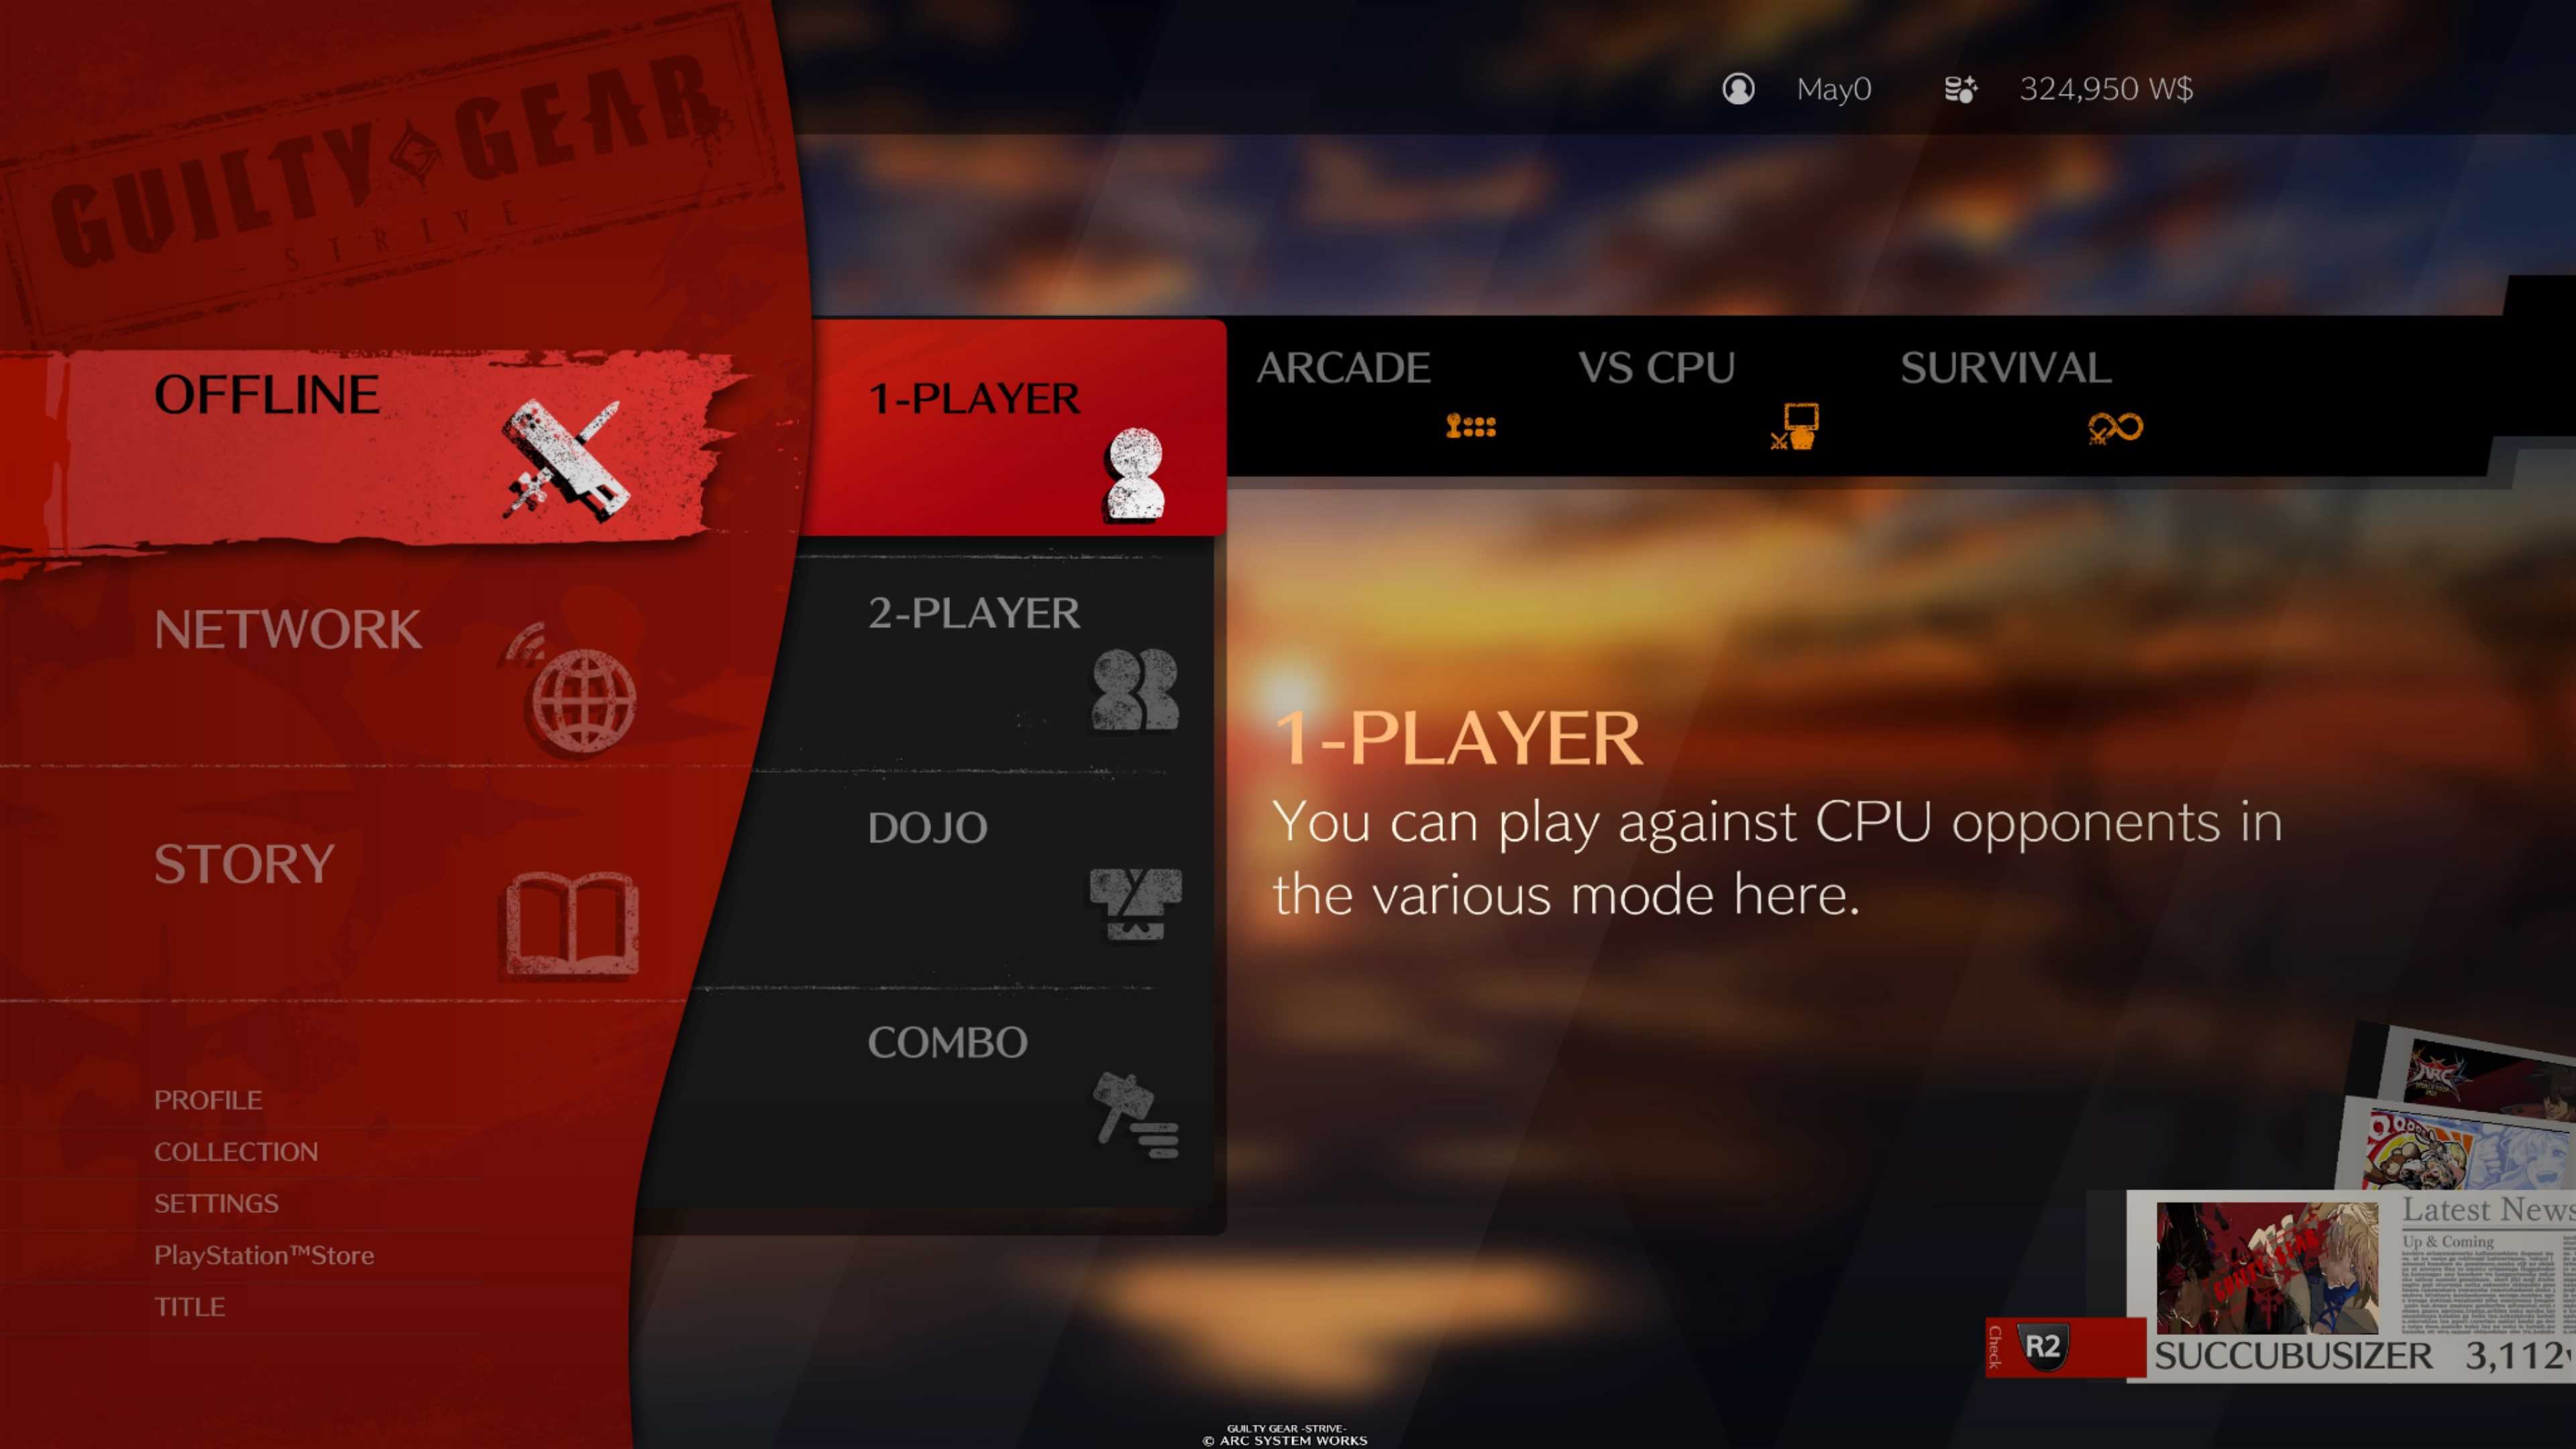 GUILTY GEAR
- STRIVE -
May0
324,950 W$
OFFLINE
NETWORK
STORY
PROFILE
COLLECTION
SETTINGS
PlayStation™Store
TITLE
1-PLAYER
2-PLAYER
DOJO
COMBO
ARCADE
VS CPU
SURVIVAL
1-PLAYER
You can play against CPU opponents in
the various mode here.
Latest News
Up & Coming
Check
R2
SUCCUBUSIZER 3,112
GUILTY GEAR -STRIVE-
© ARC SYSTEM WORKS